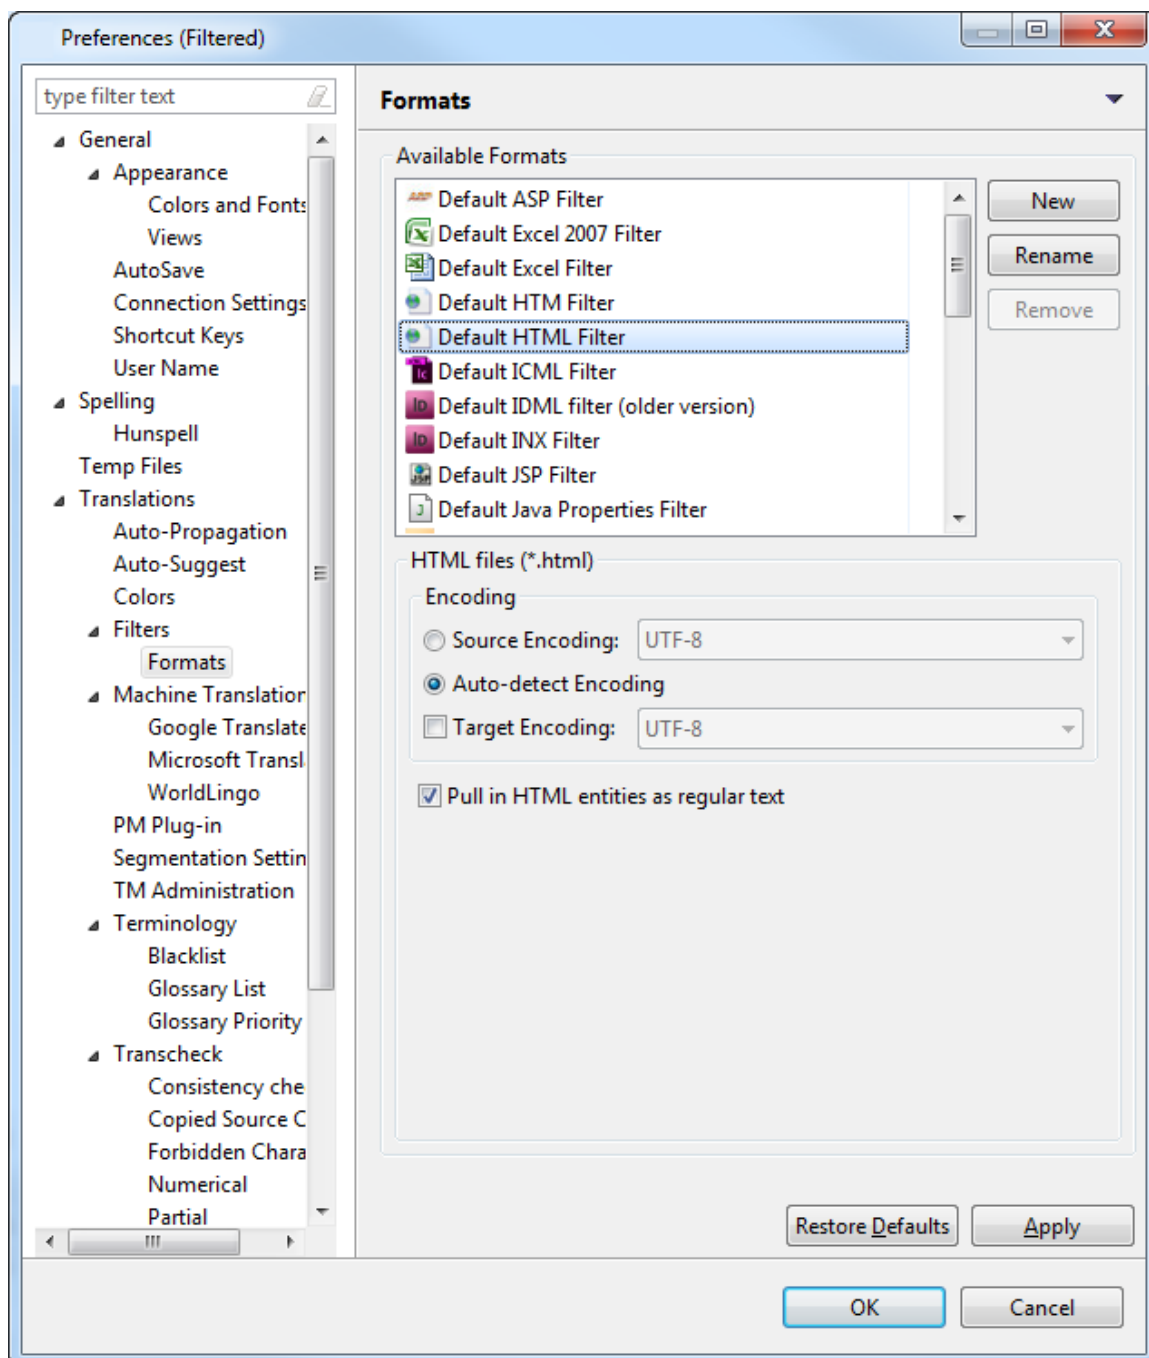 Preferences (Filtered)
type filter text
General
Appearance
Colors and Fonts
Views
AutoSave
Connection Settings
Shortcut Keys
User Name
Spelling
Hunspell
Temp Files
Translations
Auto-Propagation
Auto-Suggest
Colors
Filters
Formats
Machine Translation
Google Translate
Microsoft Transl
WorldLingo
PM Plug-in
Segmentation Settin
TM Administration
Terminology
Blacklist
Glossary List
Glossary Priority
Transcheck
Consistency che
Copied Source C
Forbidden Chara
Numerical
Partial
Formats
Available Formats
Default ASP Filter
Default Excel 2007 Filter
Default Excel Filter
Default HTM Filter
Default HTML Filter
Default ICML Filter
Default IDML filter (older version)
Default INX Filter
Default JSP Filter
Default Java Properties Filter
New
Rename
Remove
HTML files (*.html)
Encoding
Source Encoding: UTF-8
Auto-detect Encoding
Target Encoding: UTF-8
Pull in HTML entities as regular text
Restore Defaults
Apply
OK
Cancel